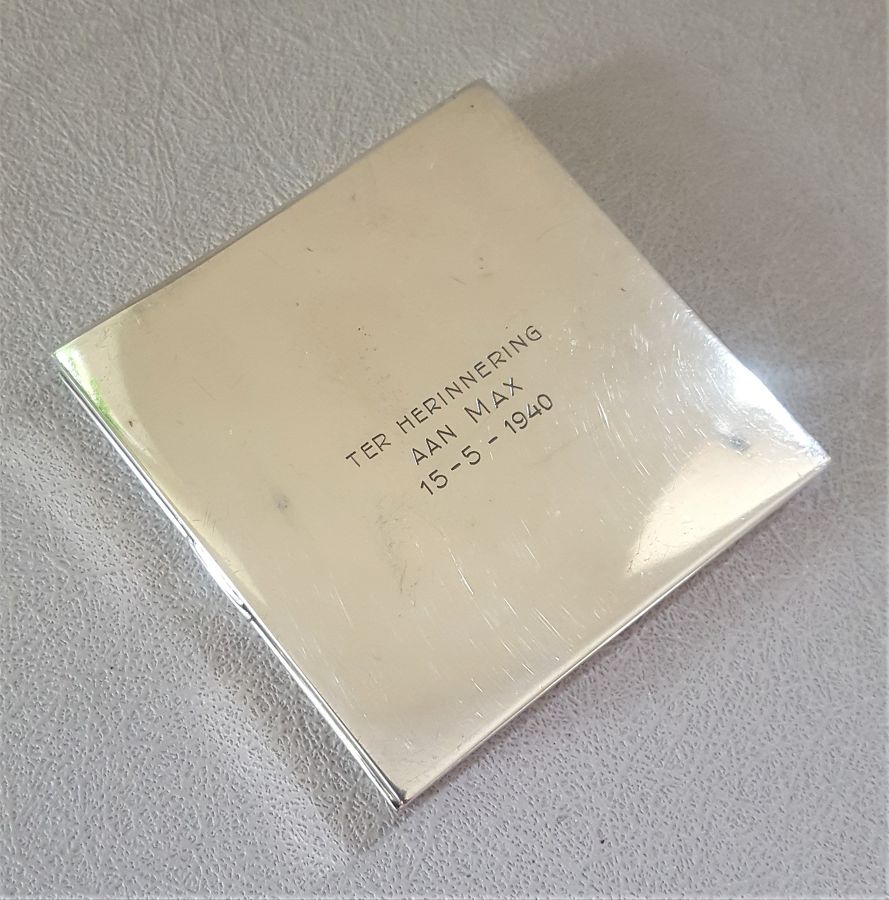 TER HERINNERING
AAN MAX
15-5-1940